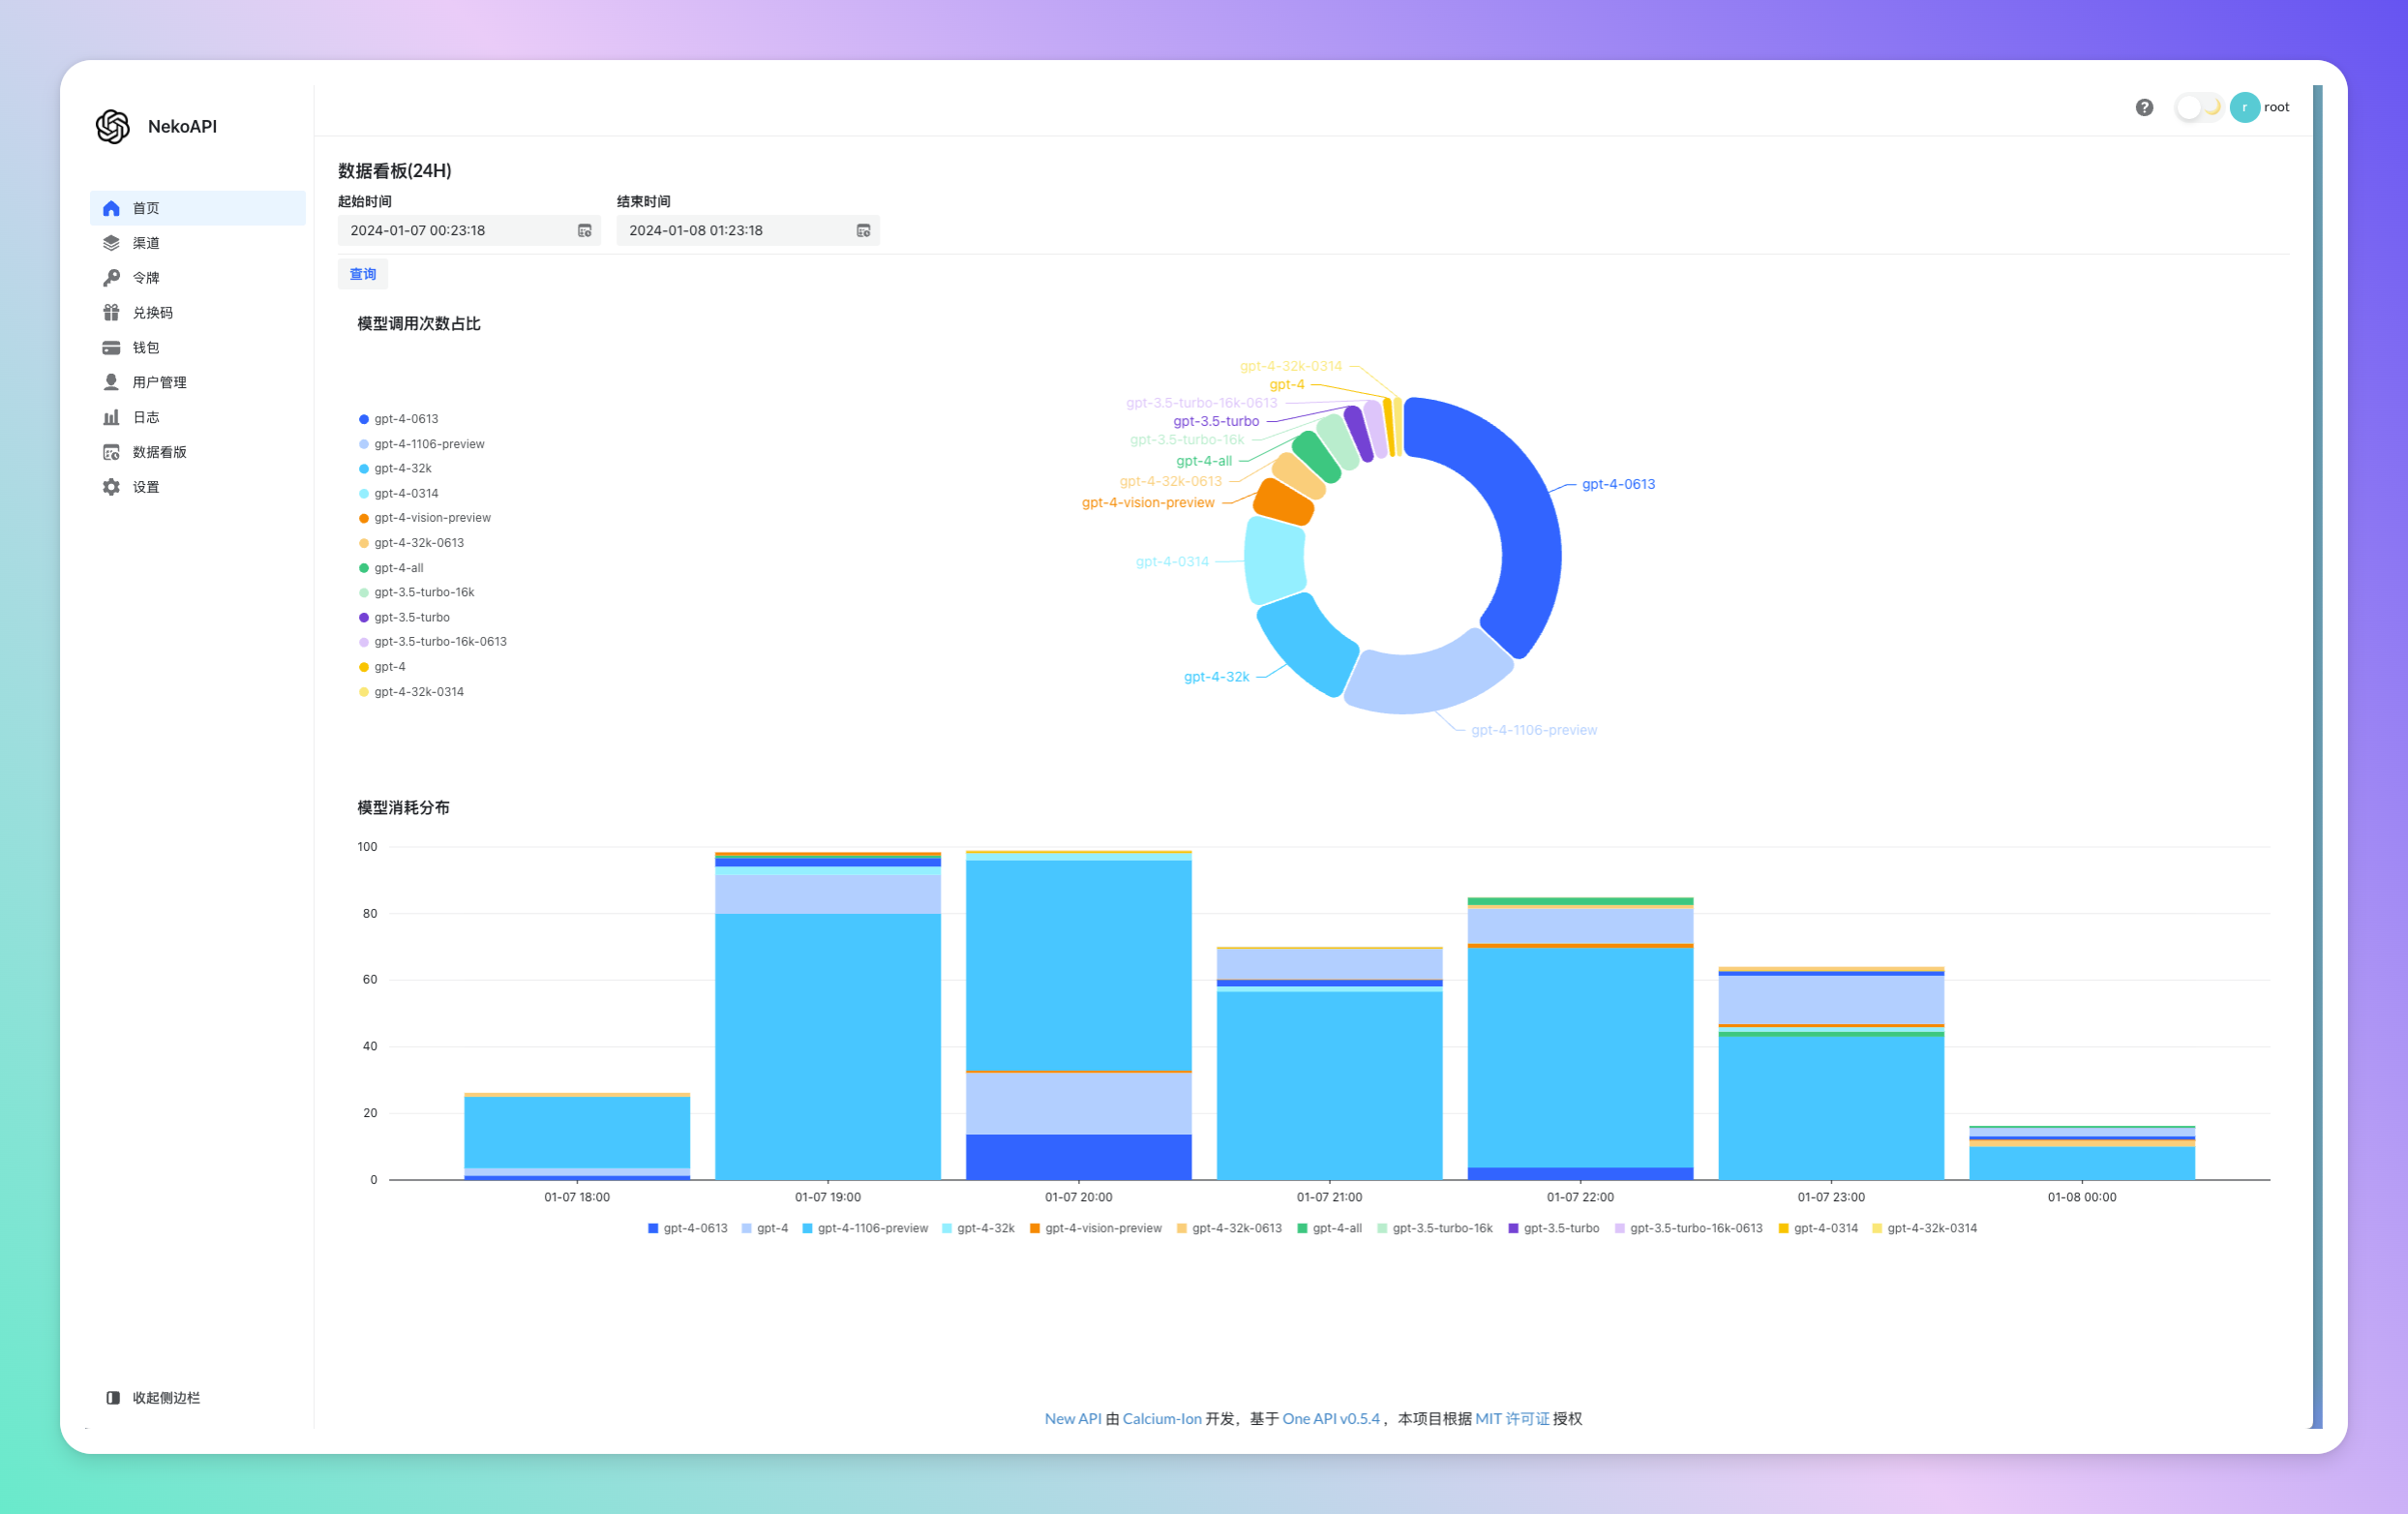 NekoAPI
r
root
首页
渠道
令牌
兑换码
钱包
用户管理
日志
数据看版
设置
收起侧边栏
数据看板(24H)
起始时间
结束时间
2024-01-07 00:23:18
2024-01-08 01:23:18
查询
模型调用次数占比
gpt-4-0613
gpt-4-1106-preview
gpt-4-32k
gpt-4-0314
gpt-4-vision-preview
gpt-4-32k-0613
gpt-4-all
gpt-3.5-turbo-16k
gpt-3.5-turbo
gpt-3.5-turbo-16k-0613
gpt-4
gpt-4-32k-0314
gpt-4-32k-0314
gpt-4
gpt-3.5-turbo-16k-0613
gpt-3.5-turbo
gpt-3.5-turbo-16k
gpt-4-all
gpt-4-32k-0613
gpt-4-vision-preview
gpt-4-0314
gpt-4-32k
gpt-4-0613
gpt-4-1106-preview
模型消耗分布
100
80
60
40
20
0
01-07 18:00
01-07 19:00
01-07 20:00
01-07 21:00
01-07 22:00
01-07 23:00
01-08 00:00
gpt-4-0613 gpt-4 gpt-4-1106-preview gpt-4-32k gpt-4-vision-preview gpt-4-32k-0613 gpt-4-all gpt-3.5-turbo-16k gpt-3.5-turbo gpt-3.5-turbo-16k-0613 gpt-4-0314 gpt-4-32k-0314
New API 由 Calcium-Ion 开发，基于 One API v0.5.4 ，本项目根据 MIT 许可证 授权